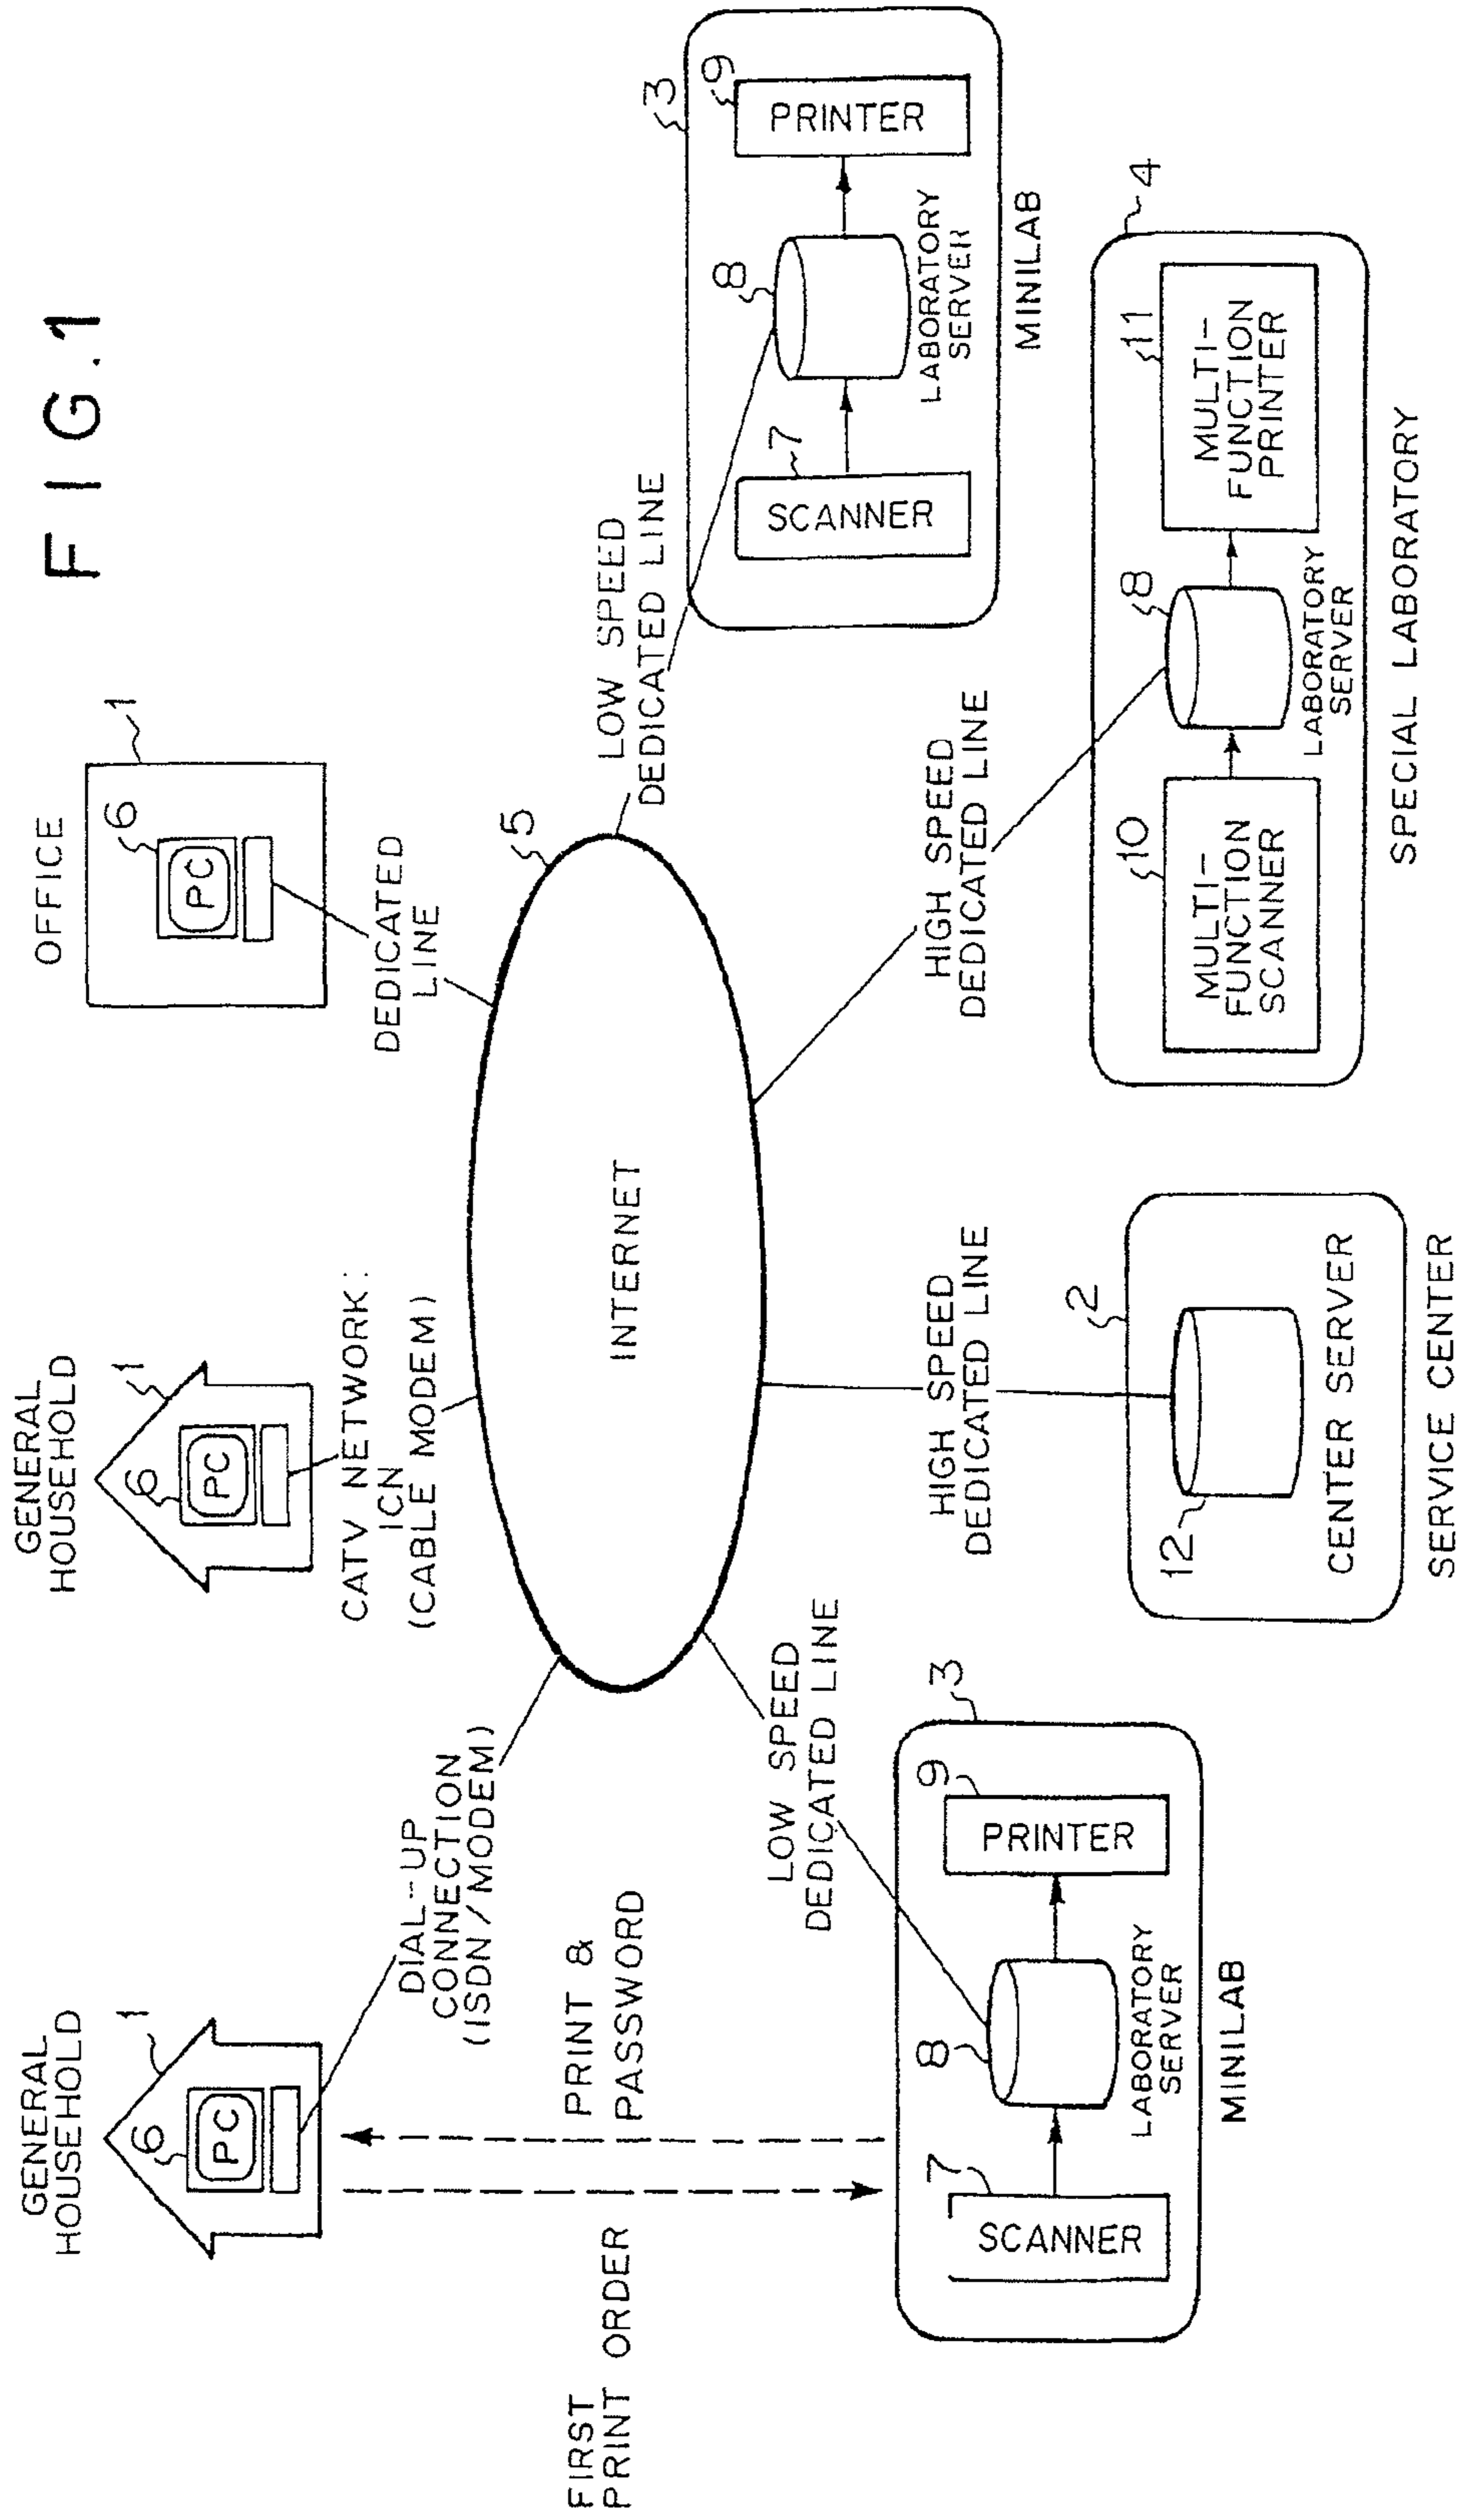 FIG.1
GENERAL
HOUSEHOLD
1
6
PC
GENERAL
HOUSEHOLD
1
6
PC
OFFICE
1
6
PC
DIAL-UP
CONNECTION
(ISDN/MODEM)
CATV NETWORK:
ICN
(CABLE MODEM)
DEDICATED
LINE
5
INTERNET
FIRST
PRINT ORDER
PRINT &
PASSWORD
LOW SPEED
DEDICATED LINE
HIGH SPEED
DEDICATED LINE
HIGH SPEED
DEDICATED LINE
LOW SPEED
DEDICATED LINE
3
7
SCANNER
8
LABORATORY
SERVER
9
PRINTER
MINILAB
2
12
CENTER SERVER
SERVICE CENTER
4
10
MULTI-
FUNCTION
SCANNER
8
LABORATORY
SERVER
11
MULTI-
FUNCTION
PRINTER
SPECIAL LABORATORY
3
7
SCANNER
8
LABORATORY
SERVER
9
PRINTER
MINILAB